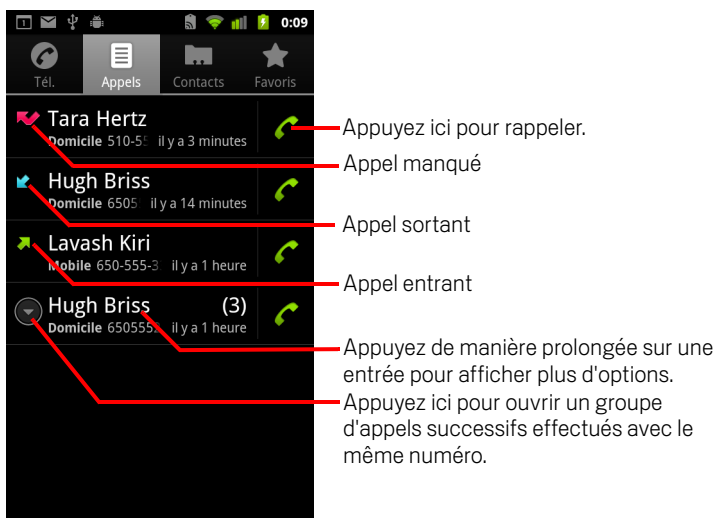 1 0:09
Tél. Appels Contacts Favoris
Tara Hertz
Domicile 510-5 il y a 3 minutes
Appuyez ici pour rappeler.
Appel manqué
Hugh Briss
Domicile 6505 il y a 14 minutes
Appel sortant
Lavash Kiri
Mobile 650-555-3 il y a 1 heure
Appel entrant
Hugh Briss (3)
Domicile 6505552 il y a 1 heure
Appuyez de manière prolongée sur une
entrée pour afficher plus d'options.
Appuyez ici pour ouvrir un groupe
d'appels successifs effectués avec le
même numéro.